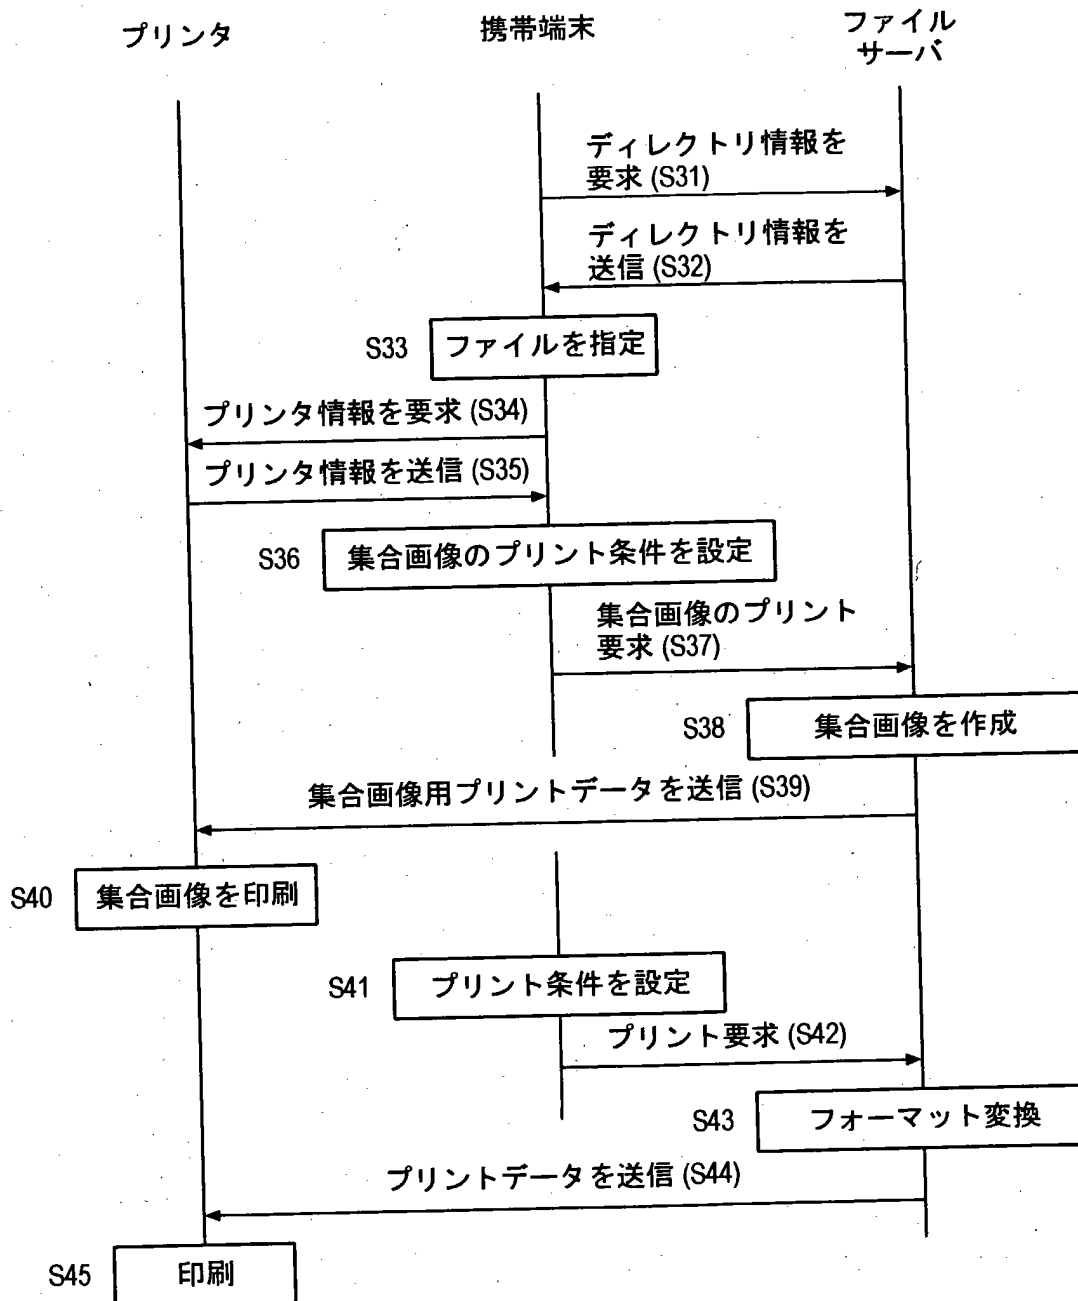 プリンタ
携帯端末
ファイル
サーバ
ディレクトリ情報を
要求 (S31)
ディレクトリ情報を
送信 (S32)
S33
ファイルを指定
プリンタ情報を要求 (S34)
プリンタ情報を送信 (S35)
S36
集合画像のプリント条件を設定
集合画像のプリント
要求 (S37)
S38
集合画像を作成
集合画像用プリントデータを送信 (S39)
S40
集合画像を印刷
S41
プリント条件を設定
プリント要求 (S42)
S43
フォーマット変換
プリントデータを送信 (S44)
S45
印刷